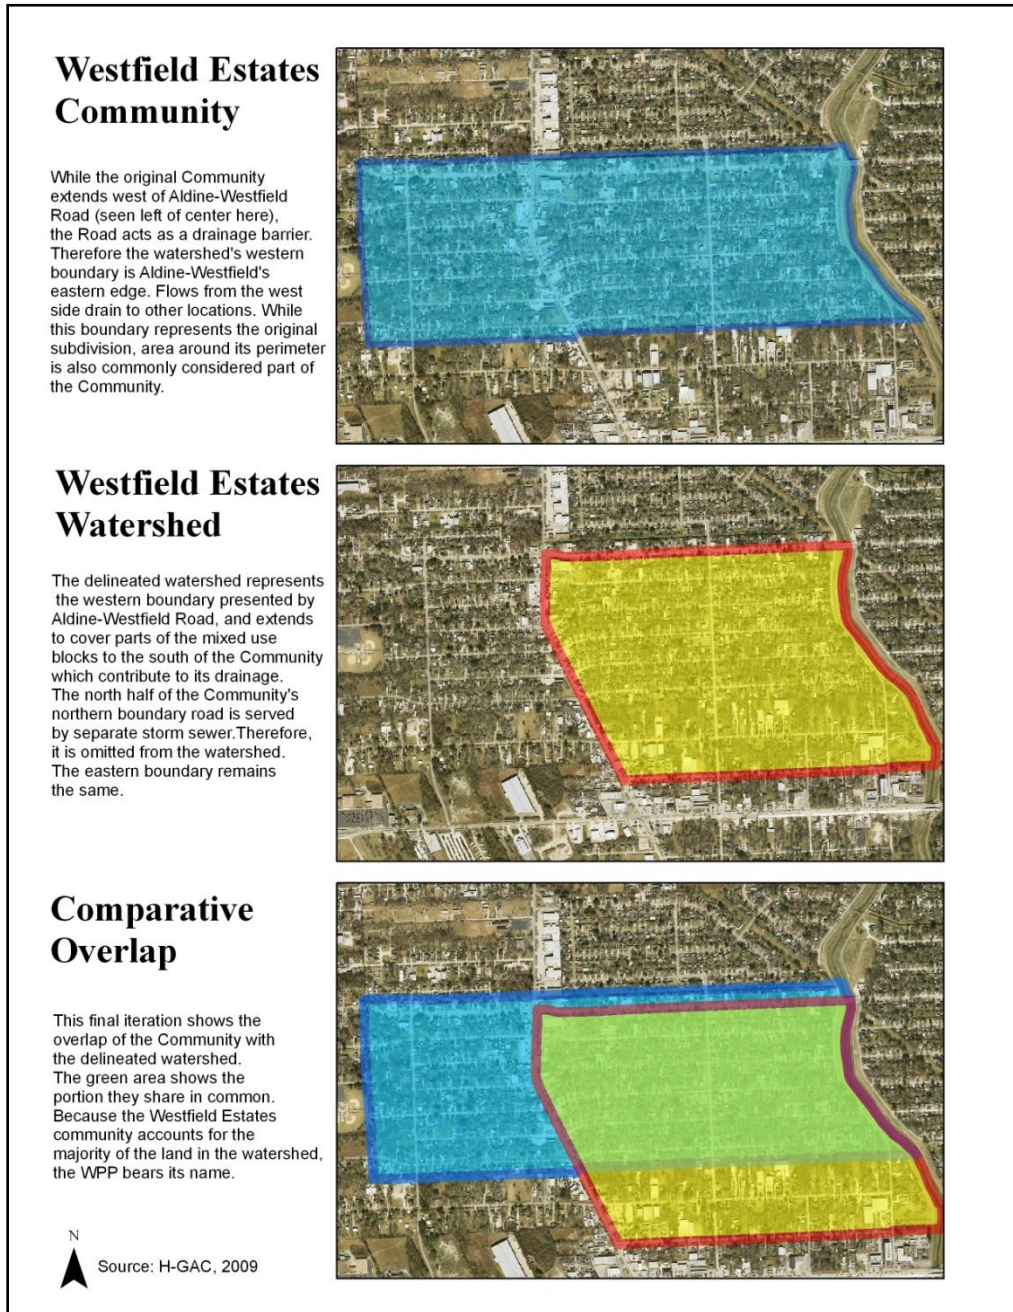 Westfield Estates
Community
While the original Community
extends west of Aldine-Westfield
Road (seen left of center here),
the Road acts as a drainage barrier.
Therefore the watershed's western
boundary is Aldine-Westfield's
eastern edge. Flows from the west
side drain to other locations. While
this boundary represents the original
subdivision, area around its perimeter
is also commonly considered part of
the Community.
Westfield Estates
Watershed
The delineated watershed represents
the western boundary presented by
Aldine-Westfield Road, and extends
to cover parts of the mixed use
blocks to the south of the Community
which contribute to its drainage.
The north half of the Community's
northern boundary road is served
by separate storm sewer.Therefore,
it is omitted from the watershed.
The eastern boundary remains
the same.
Comparative
Overlap
This final iteration shows the
overlap of the Community with
the delineated watershed.
The green area shows the
portion they share in common.
Because the Westfield Estates
community accounts for the
majority of the land in the watershed,
the WPP bears its name.
N
Source: H-GAC, 2009